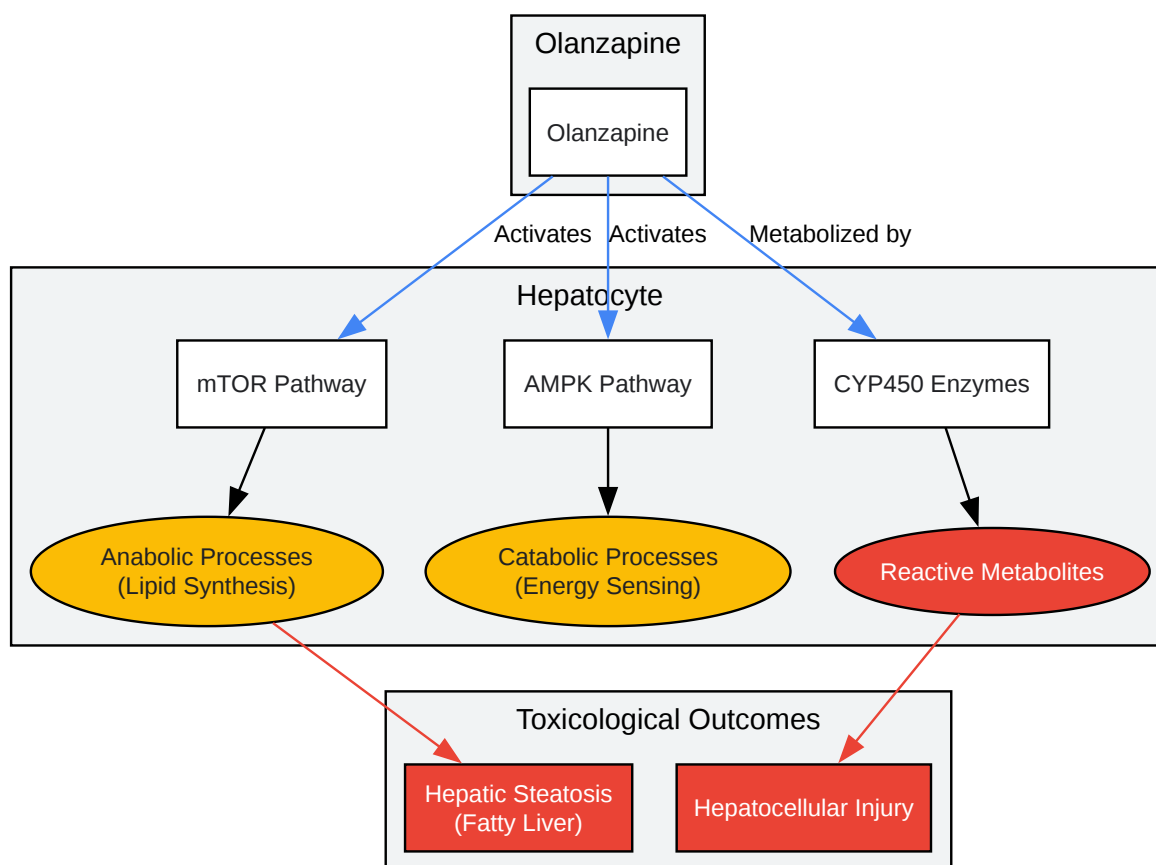 Olanzapine
Olanzapine
Activates
Activates
Metabolized by
Hepatocyte
mTOR Pathway
AMPK Pathway
CYP450 Enzymes
Anabolic Processes
(Lipid Synthesis)
Catabolic Processes
(Energy Sensing)
Reactive Metabolites
Toxicological Outcomes
Hepatic Steatosis
(Fatty Liver)
Hepatocellular Injury